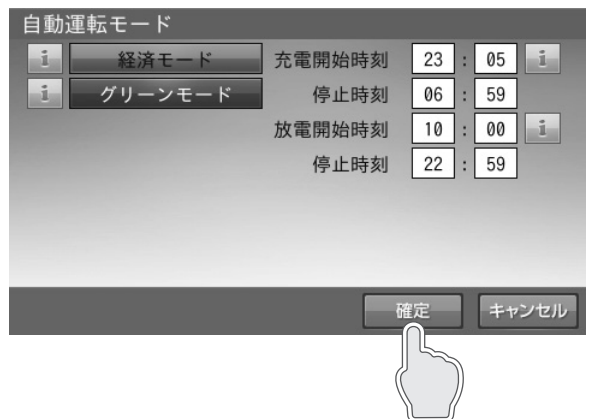 自動運転モード
i 経済モード 充電開始時刻 23 : 05 i
i グリーンモード 停止時刻 06 : 59
放電開始時刻 10 : 00 i
停止時刻 22 : 59
確定 キャンセル